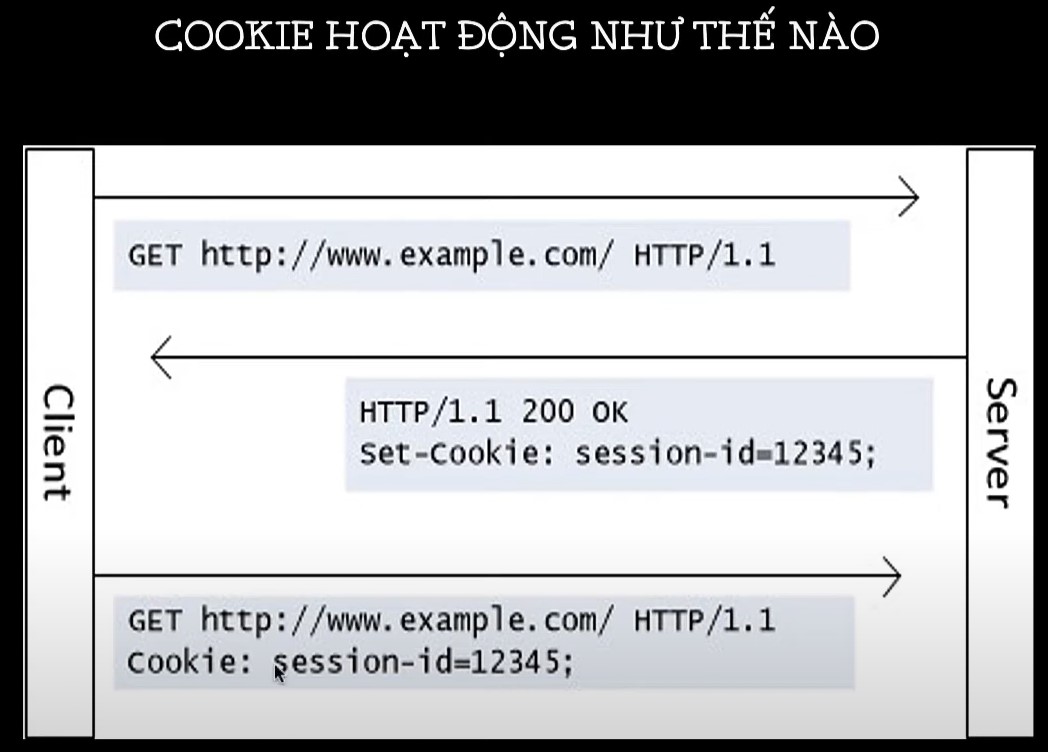 COOKIE HOẠT ĐỘNG NHƯ THẾ NÀO
GET http://www.example.com/ HTTP/1.1
HTTP/1.1 200 OK
Set-Cookie: session-id=12345;
Client
Server
GET http://www.example.com/ HTTP/1.1
Cookie: session-id=12345;